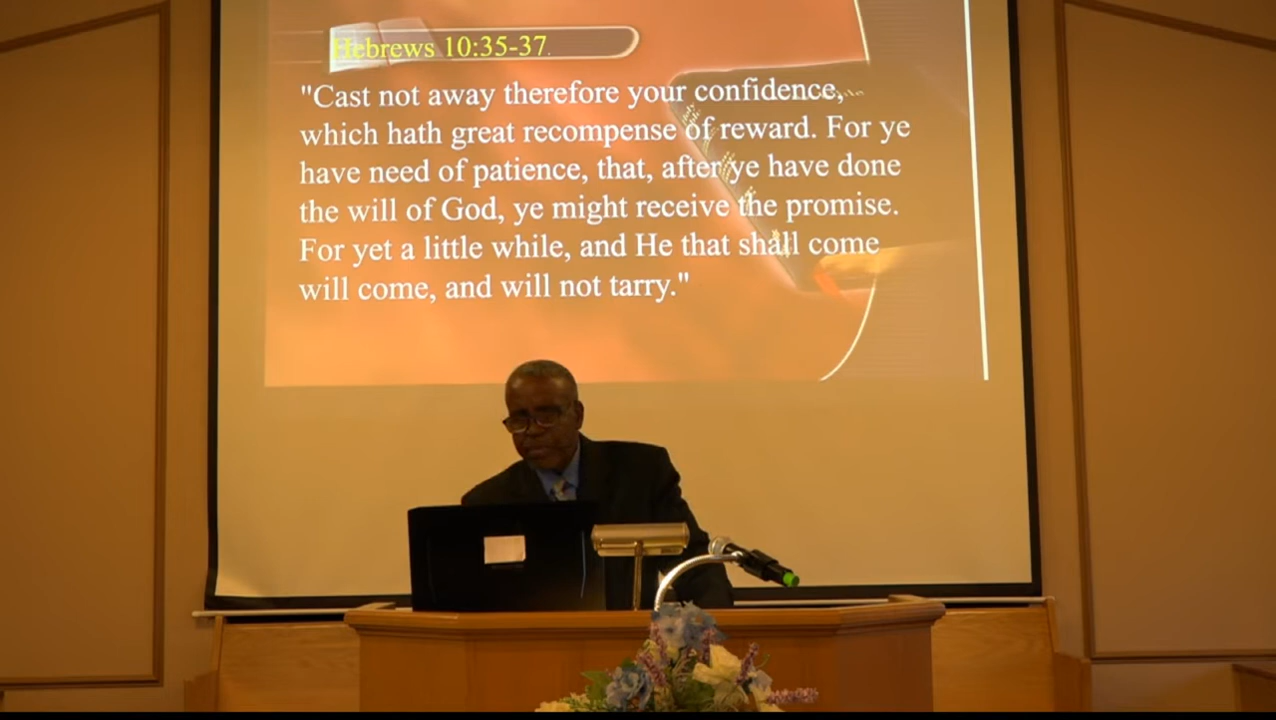 Hebrews 10:35-37.
"Cast not away therefore your confidence,
which hath great recompense of reward. For ye
have need of patience, that, after ye have done
the will of God, ye might receive the promise.
For yet a little while, and He that shall come
will come, and will not tarry."